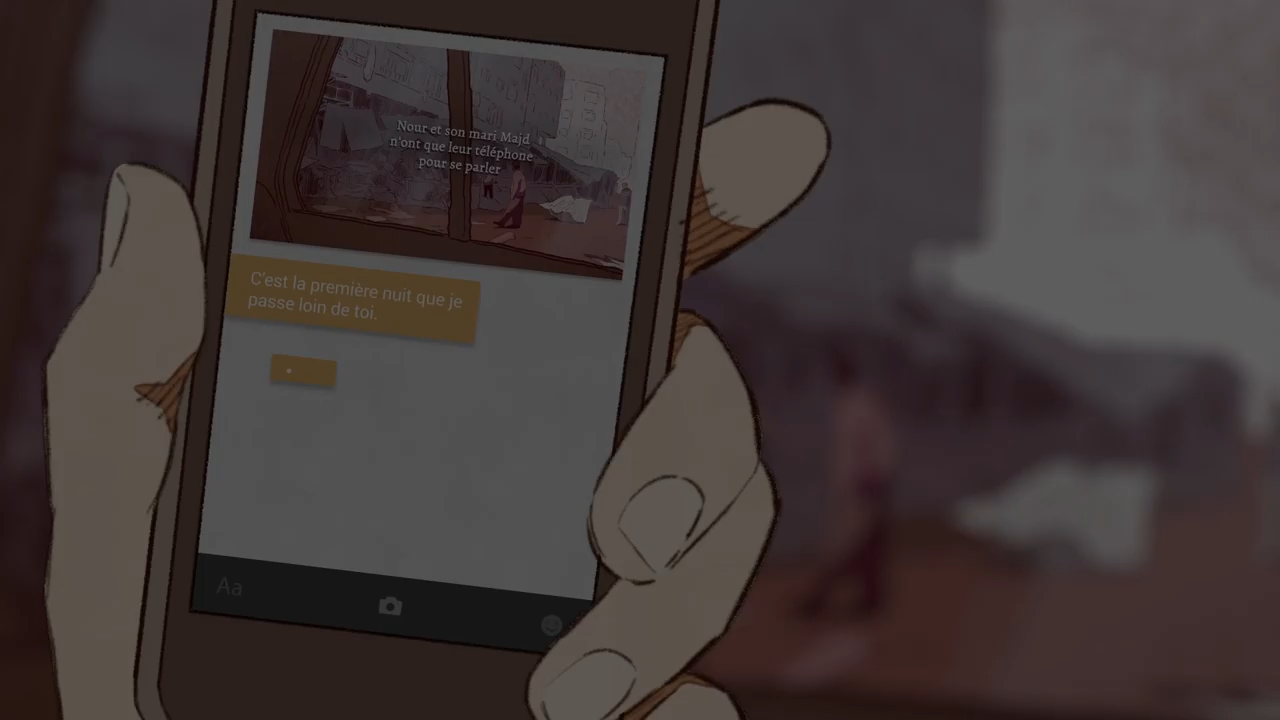 Nour et son mari Majd
n'ont que leur téléphone
pour se parler
C'est la première nuit que je
passe loin de toi.
Aa